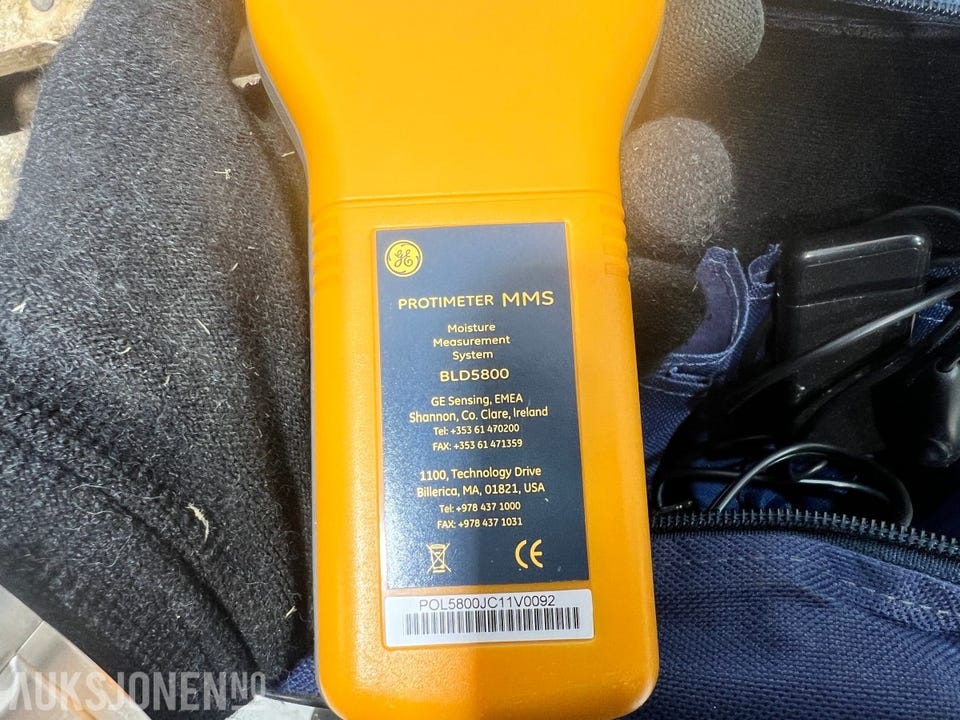 GE
PROTIMETER MMS
Moisture
Measurement
System
BLD5800
GE Sensing, EMEA
Shannon, Co. Clare, Ireland
Tel: +353 61 470200
FAX: +353 61 471359
1100, Technology Drive
Billerica, MA, 01821, USA
Tel: +978 437 1000
FAX: +978 437 1031
CE
POL5800JC11V0092
AUKSJONEN.NO